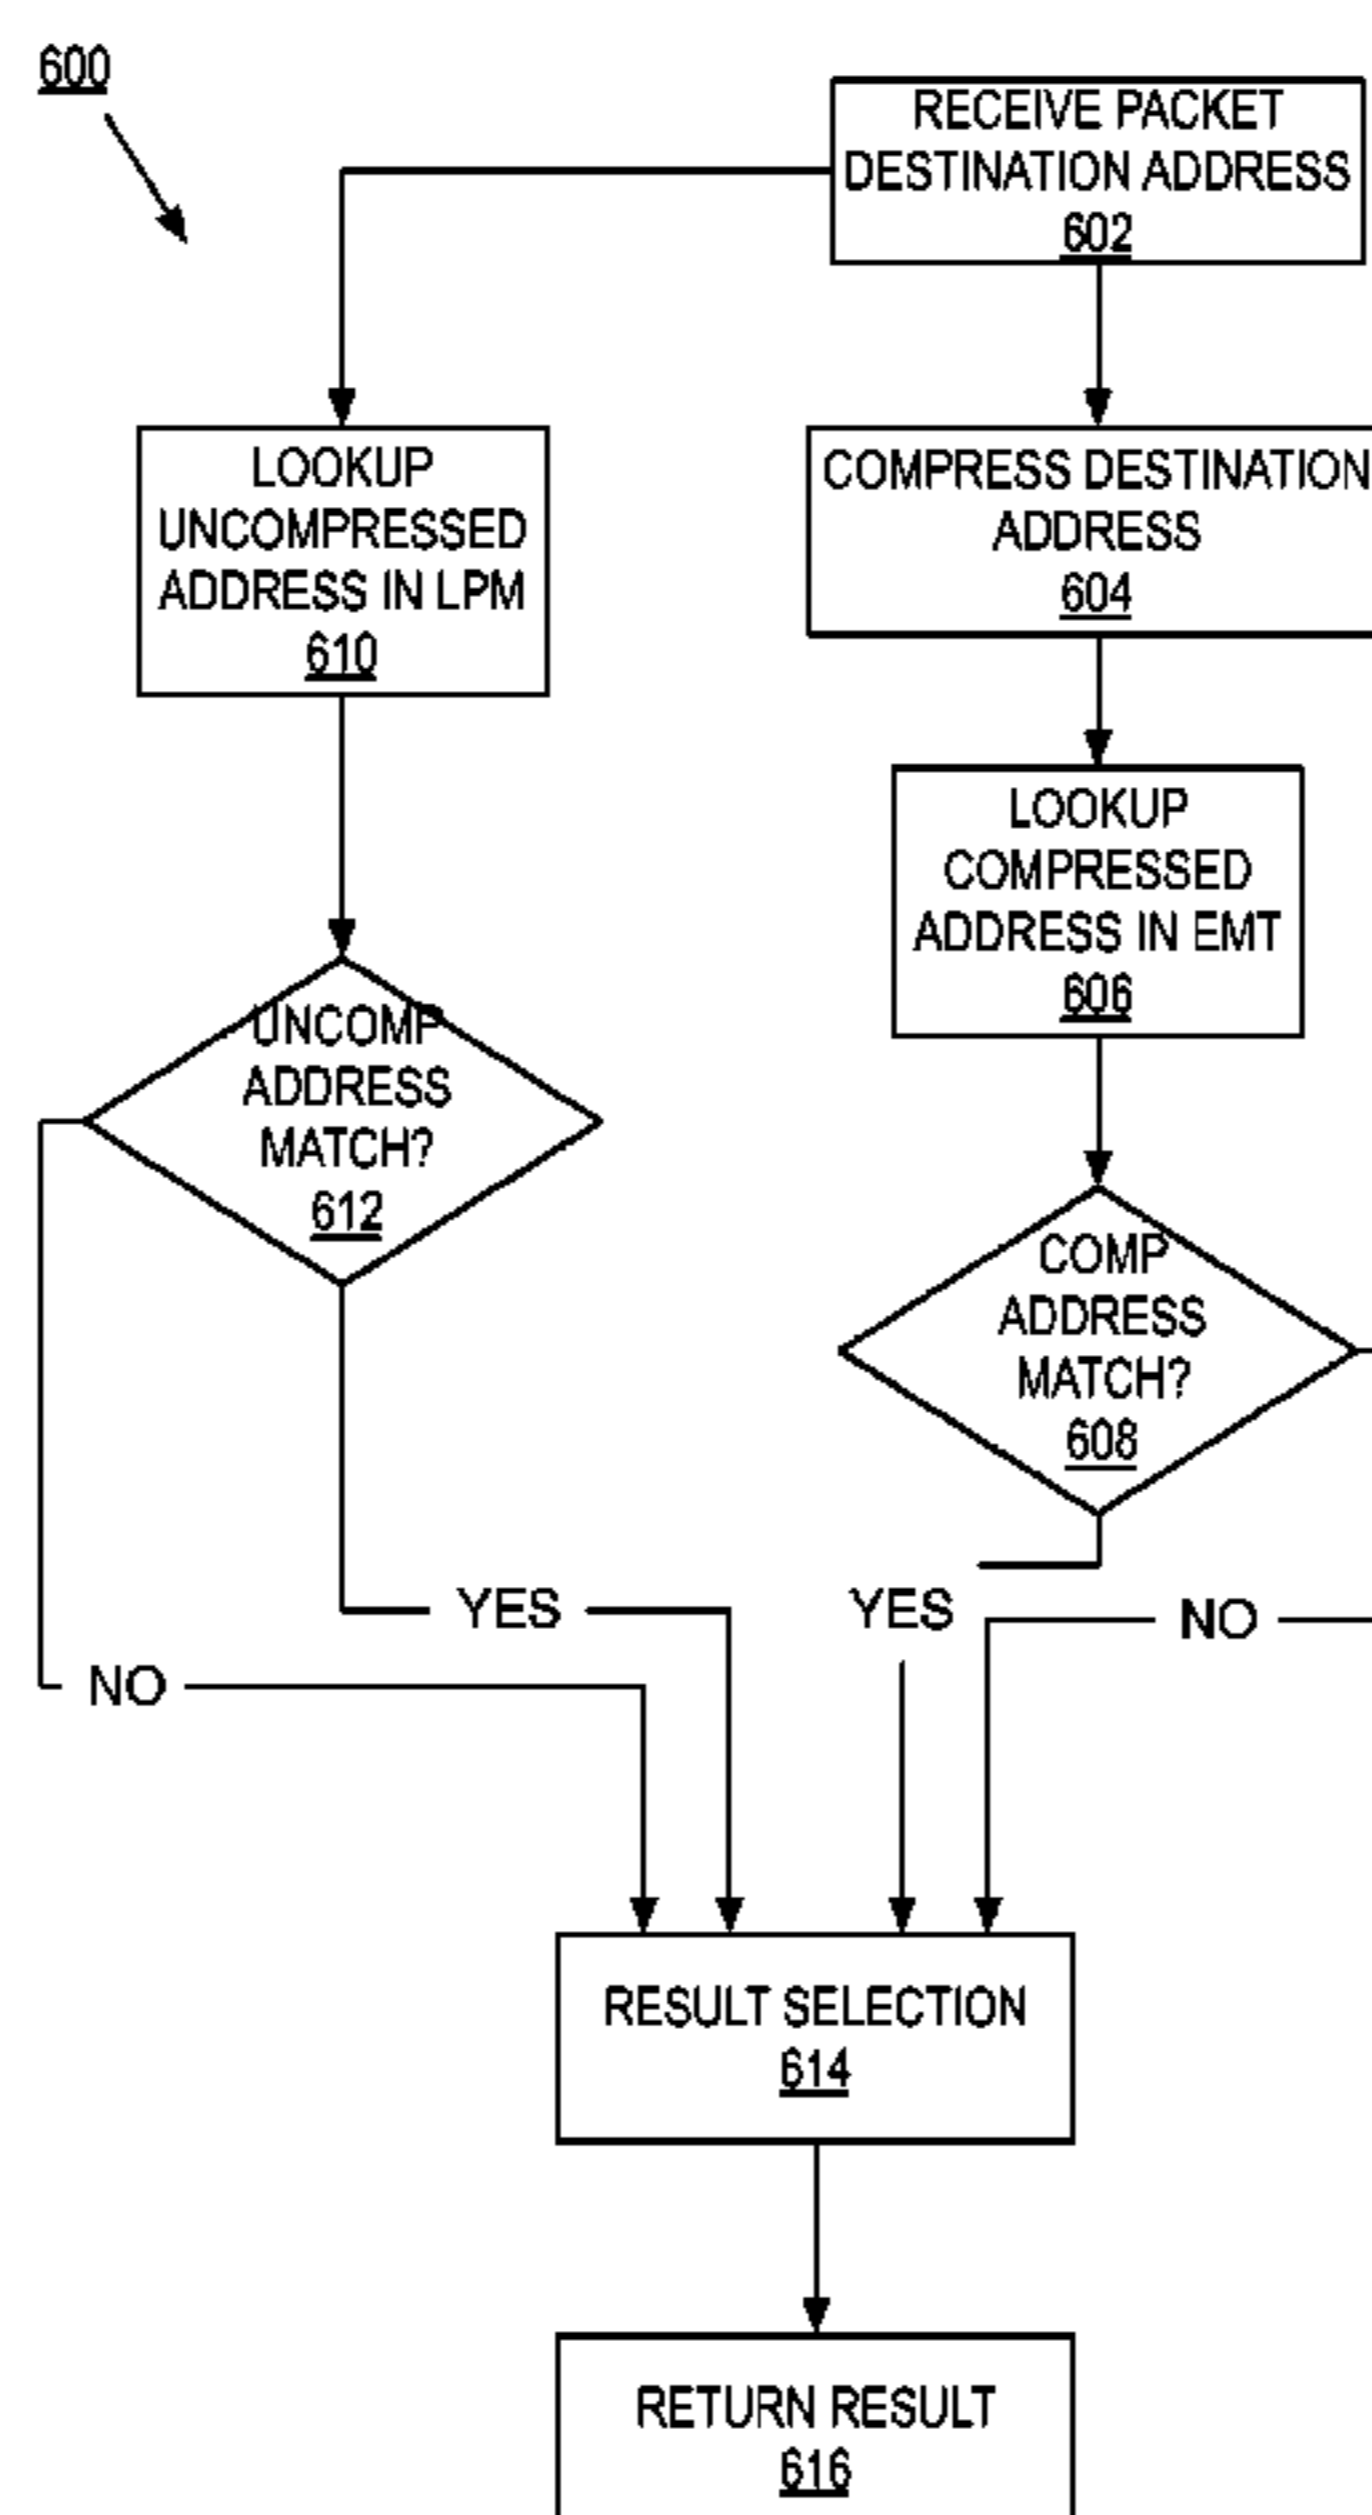 600
RECEIVE PACKET
DESTINATION ADDRESS
602
LOOKUP
UNCOMPRESSED
ADDRESS IN LPM
610
COMPRESS DESTINATION
ADDRESS
604
LOOKUP
COMPRESSED
ADDRESS IN EMT
606
UNCOMP
ADDRESS
MATCH?
612
COMP
ADDRESS
MATCH?
608
YES
YES
NO
NO
RESULT SELECTION
614
RETURN RESULT
616